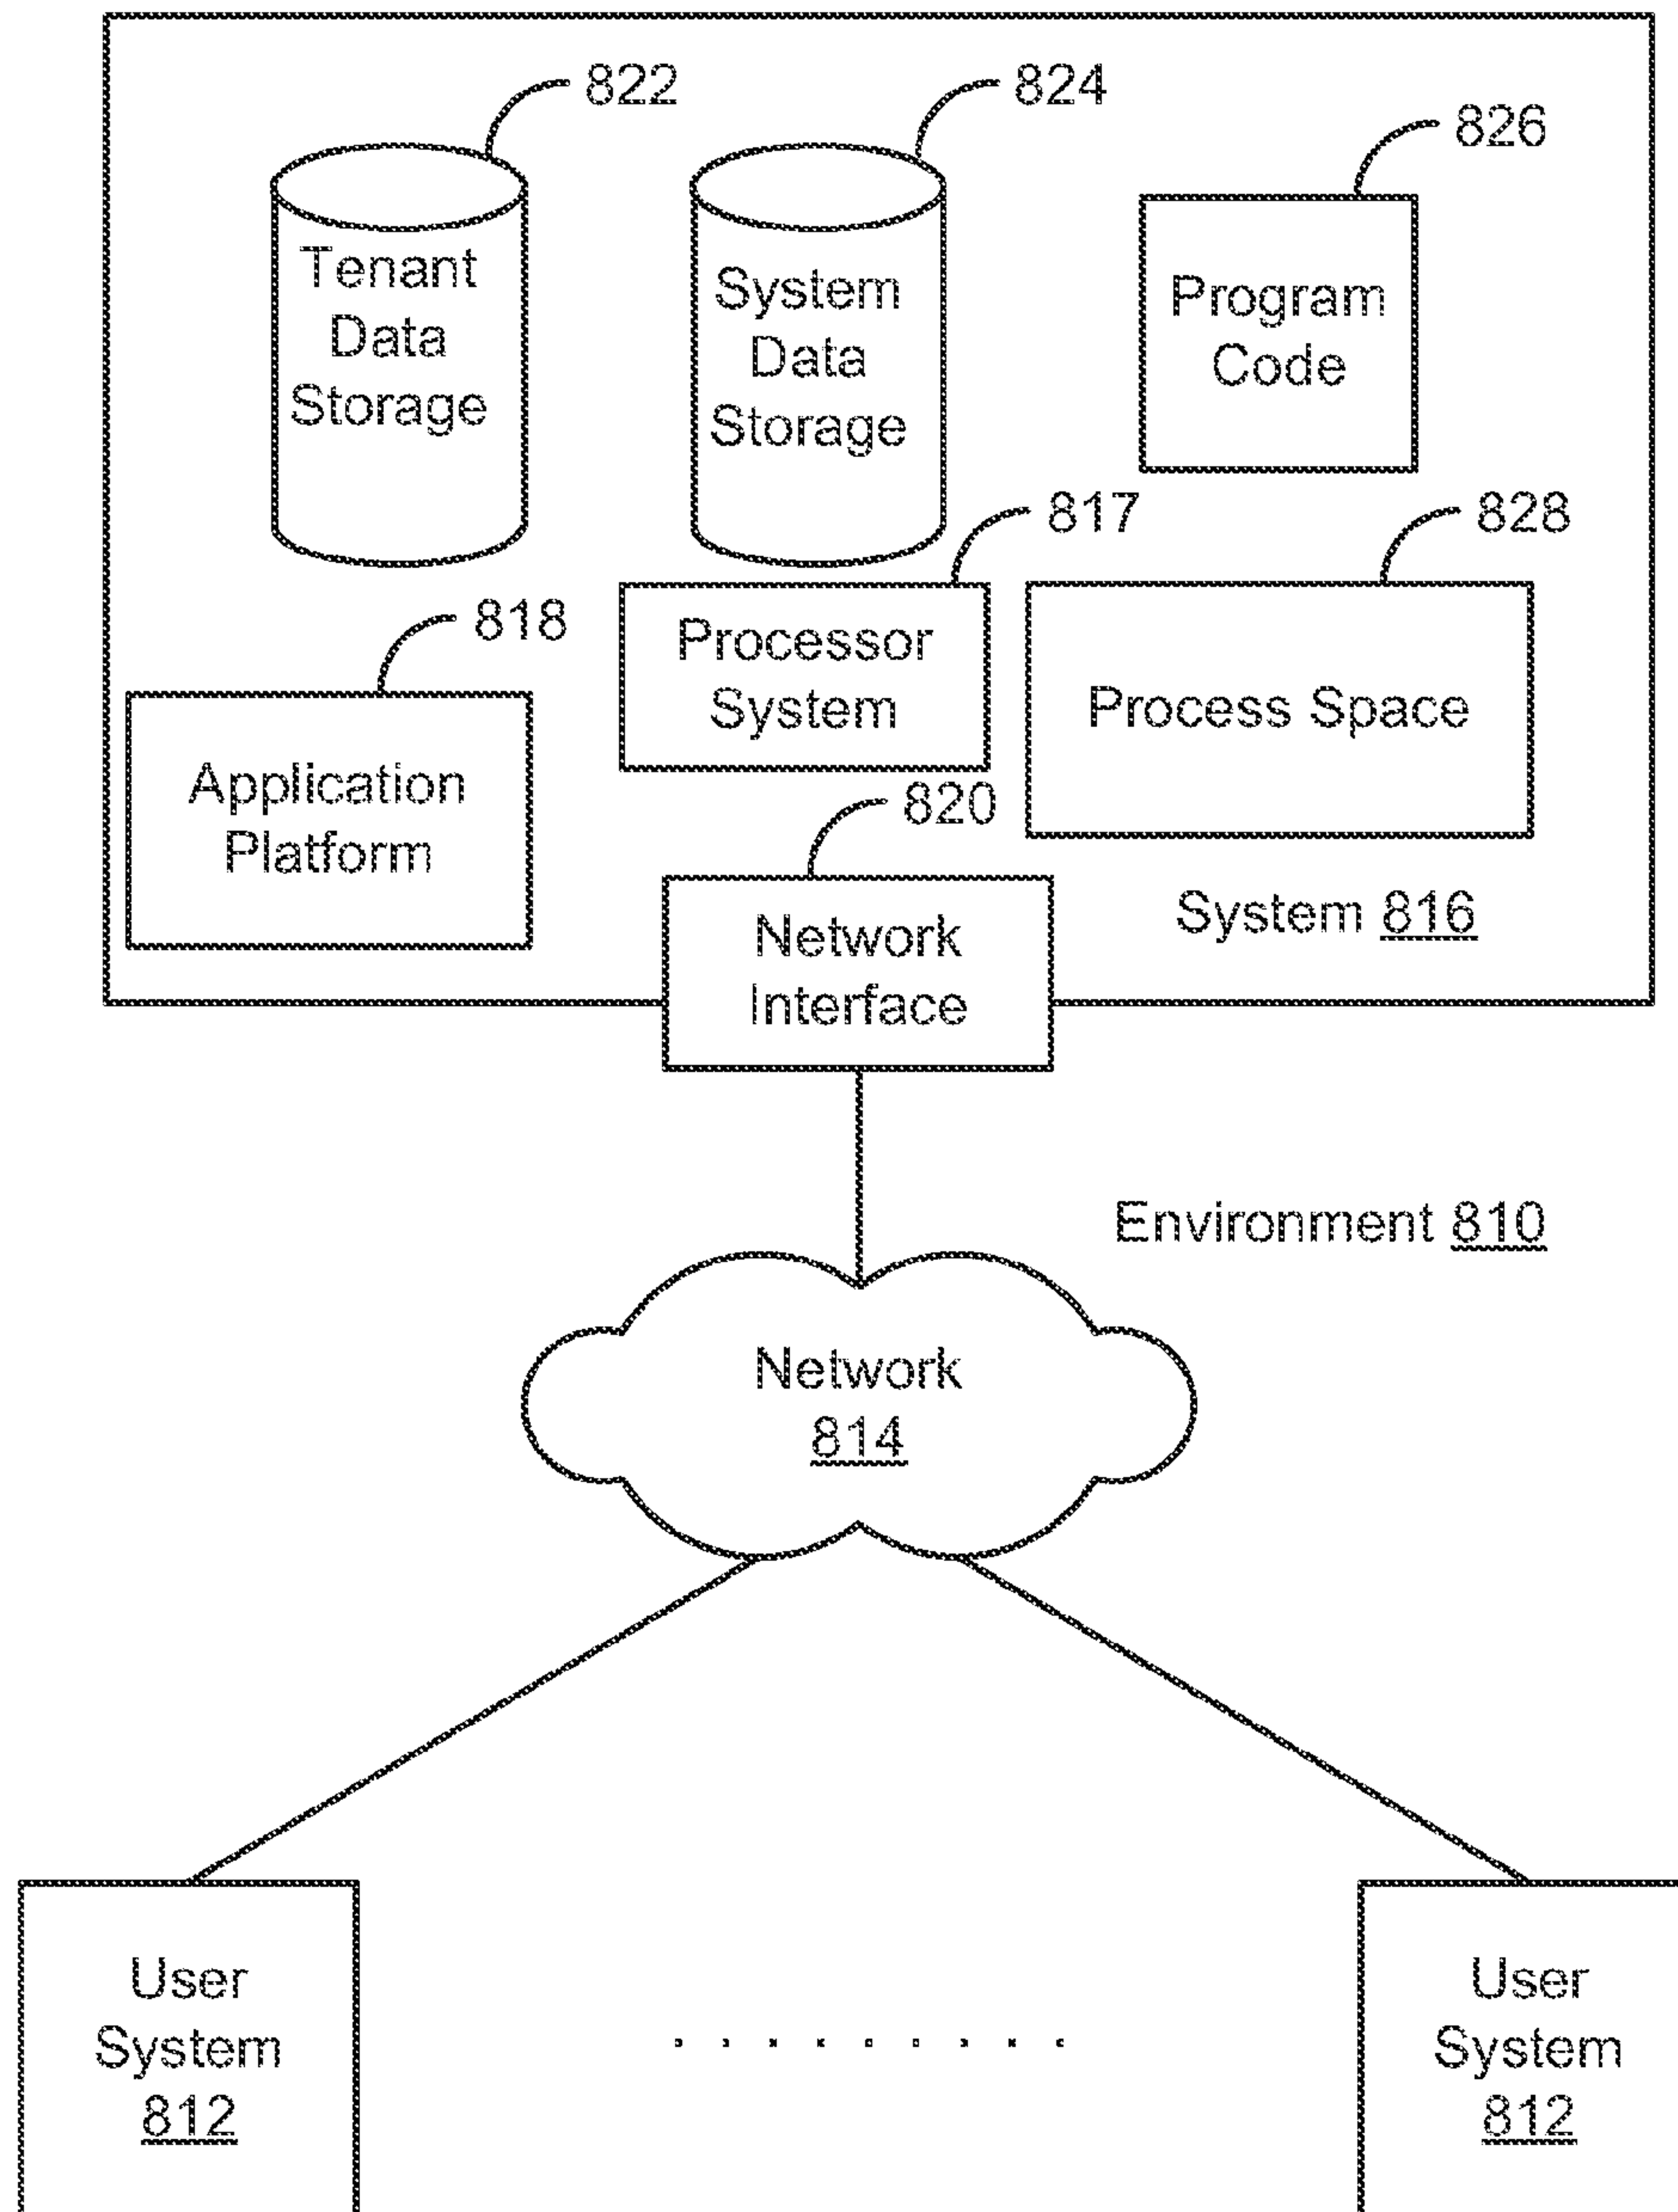 822
824
826
Tenant
Data
Storage
System
Data
Storage
Program
Code
817
828
818
Processor
System
Process Space
Application
Platform
820
Network
Interface
System 816
Environment 810
Network
814
User
System
812
User
System
812